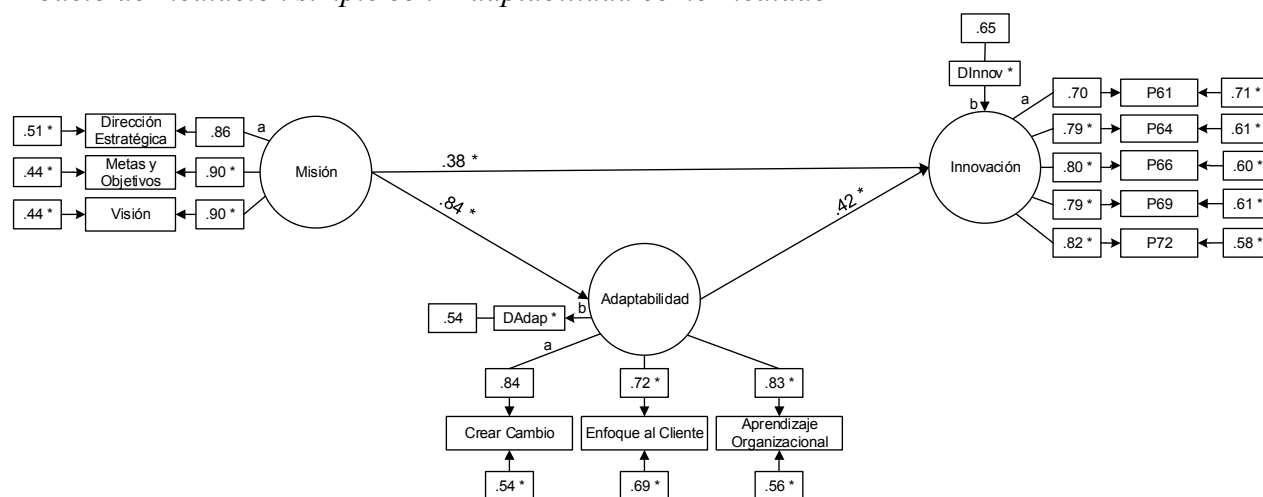 .65
DInnov *
b
a
.70
P61
.71 *
.51 *
Dirección
Estratégica
.86
a
.79 *
P64
.61 *
.44 *
Metas y
Objetivos
.90 *
Misión
.38 *
Innovación
.80 *
P66
.60 *
.44 *
Visión
.90 *
.84 *
.42 *
.79 *
P69
.61 *
.82 *
P72
.58 *
Adaptabilidad
.54
DAdap *
b
a
.84
.72 *
.83 *
Crear Cambio
Enfoque al Cliente
Aprendizaje
Organizacional
.54 *
.69 *
.56 *